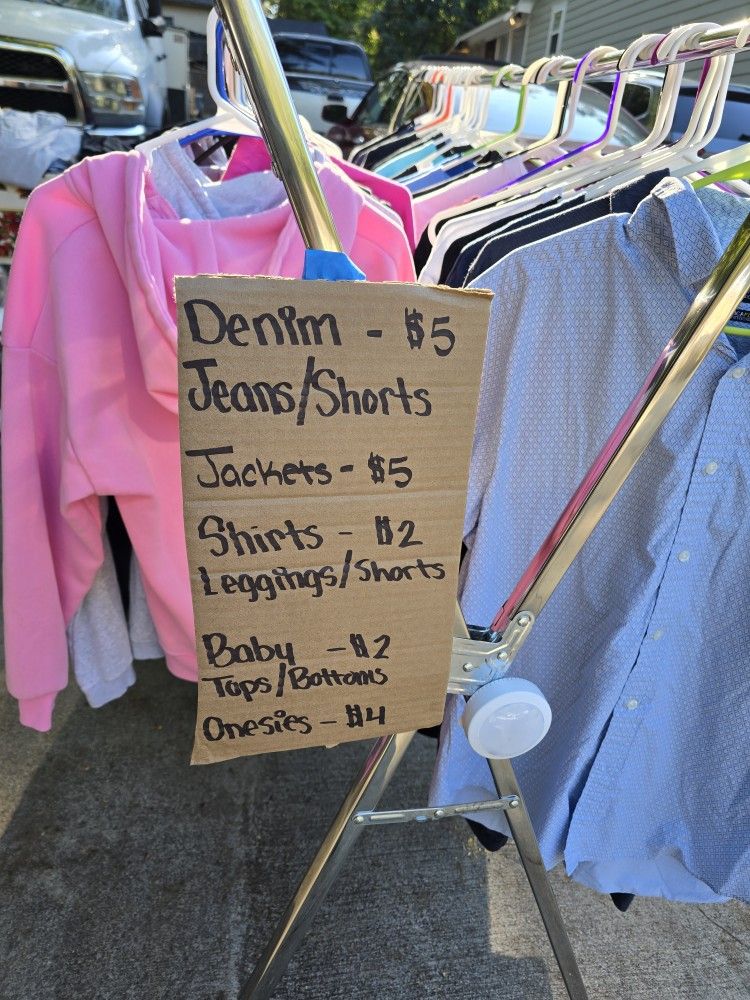 Denim - $5
Jeans/Shorts
Jackets - $5
Shirts - $2
Leggings/Shorts
Baby - $2
Tops/Bottoms
Onesies - $4